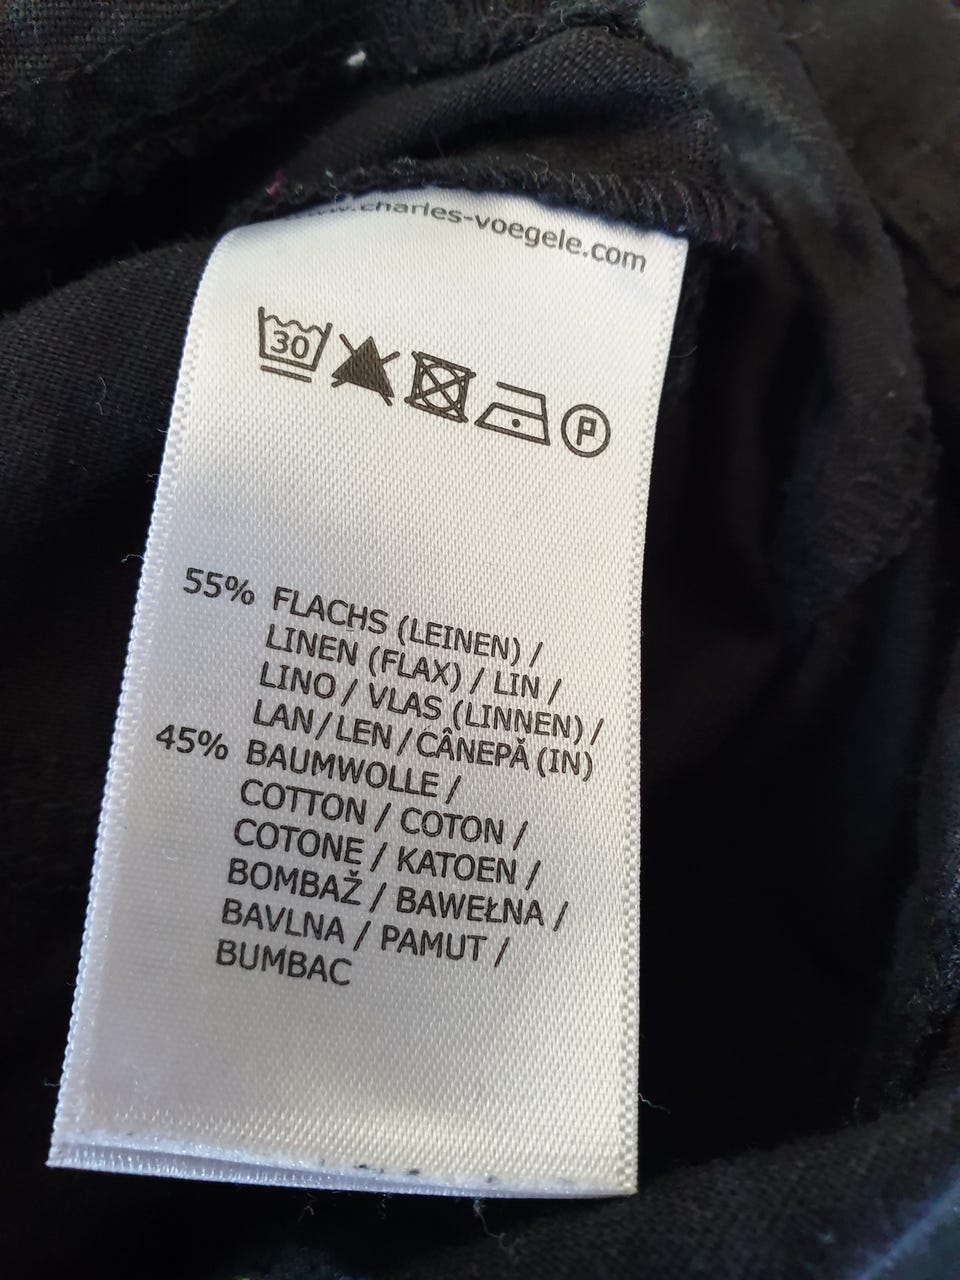 www.charles-voegele.com
30
P
55% FLACHS (LEINEN) /
LINEN (FLAX) / LIN /
LINO / VLAS (LINNEN) /
LAN / LEN / CÂNEPĂ (IN)
45% BAUMWOLLE /
COTTON / COTON /
COTONE / KATOEN /
BOMBAŽ / BAWEŁNA /
BAVLNA / PAMUT /
BUMBAC